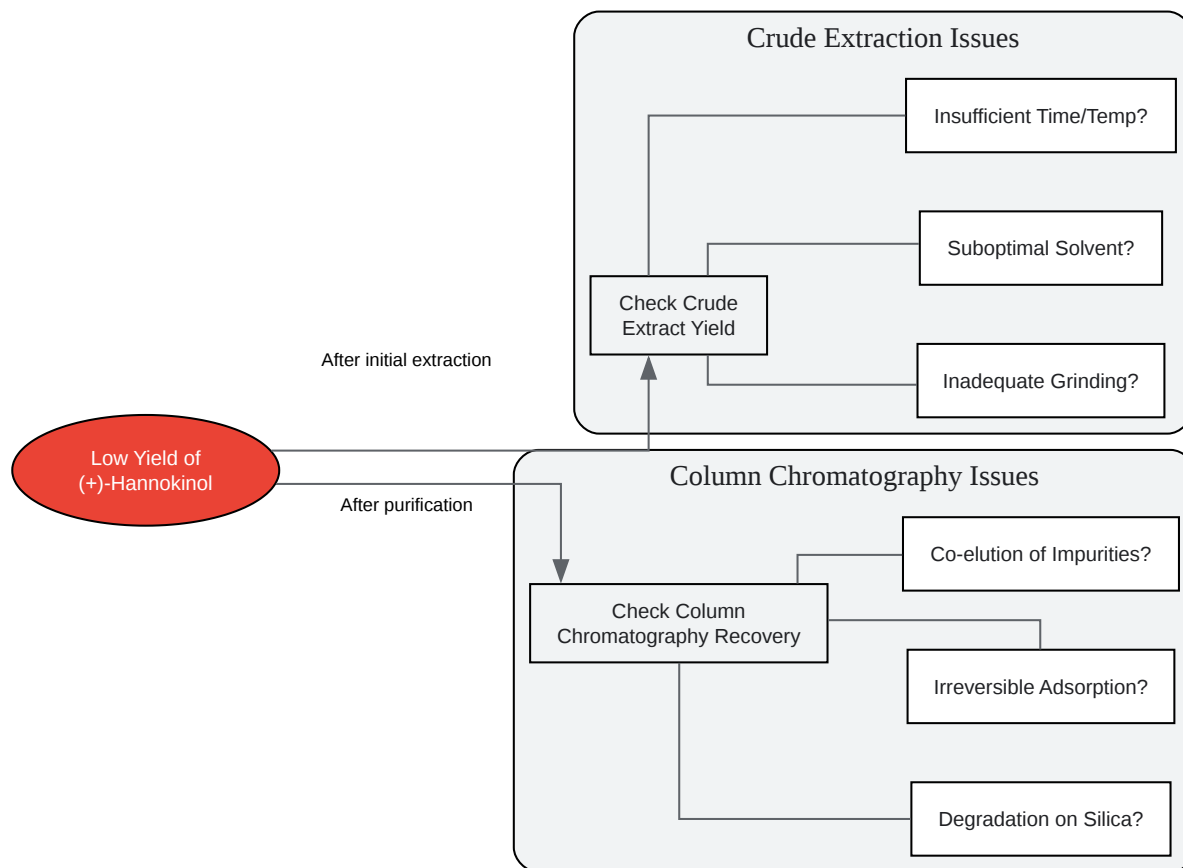 Crude Extraction Issues
Insufficient Time/Temp?
Suboptimal Solvent?
Check Crude
Extract Yield
Inadequate Grinding?
After initial extraction
Low Yield of
(+)-Hannokinol
After purification
Column Chromatography Issues
Co-elution of Impurities?
Check Column
Chromatography Recovery
Irreversible Adsorption?
Degradation on Silica?